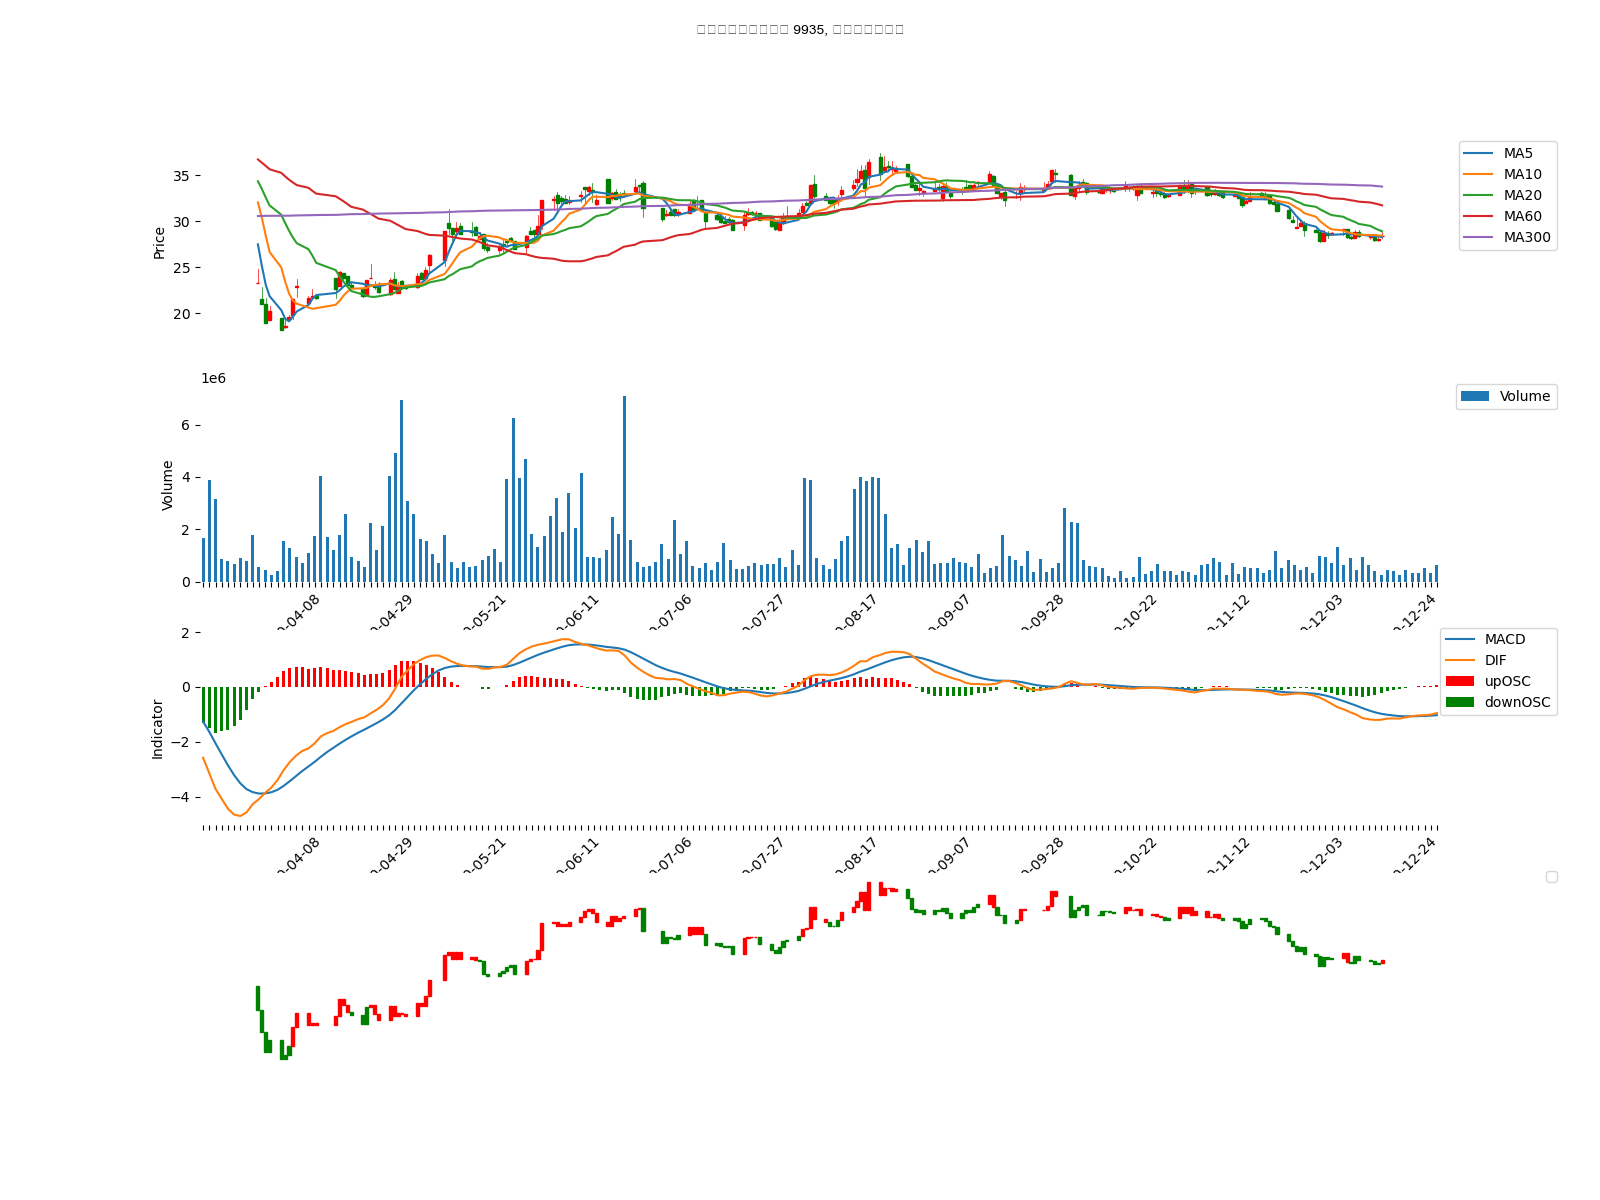 9935,
35
30
25
20
Price
MA5
MA10
MA20
MA60
MA300
1e6
6
4
2
0
Volume
Volume
-04-08
-04-29
-05-21
-06-11
-07-06
-07-27
-08-17
-09-07
-09-28
-10-22
-11-12
-12-03
-12-24
2
0
−2
−4
Indicator
MACD
DIF
upOSC
downOSC
-04-08
-04-29
-05-21
-06-11
-07-06
-07-27
-08-17
-09-07
-09-28
-10-22
-11-12
-12-03
-12-24